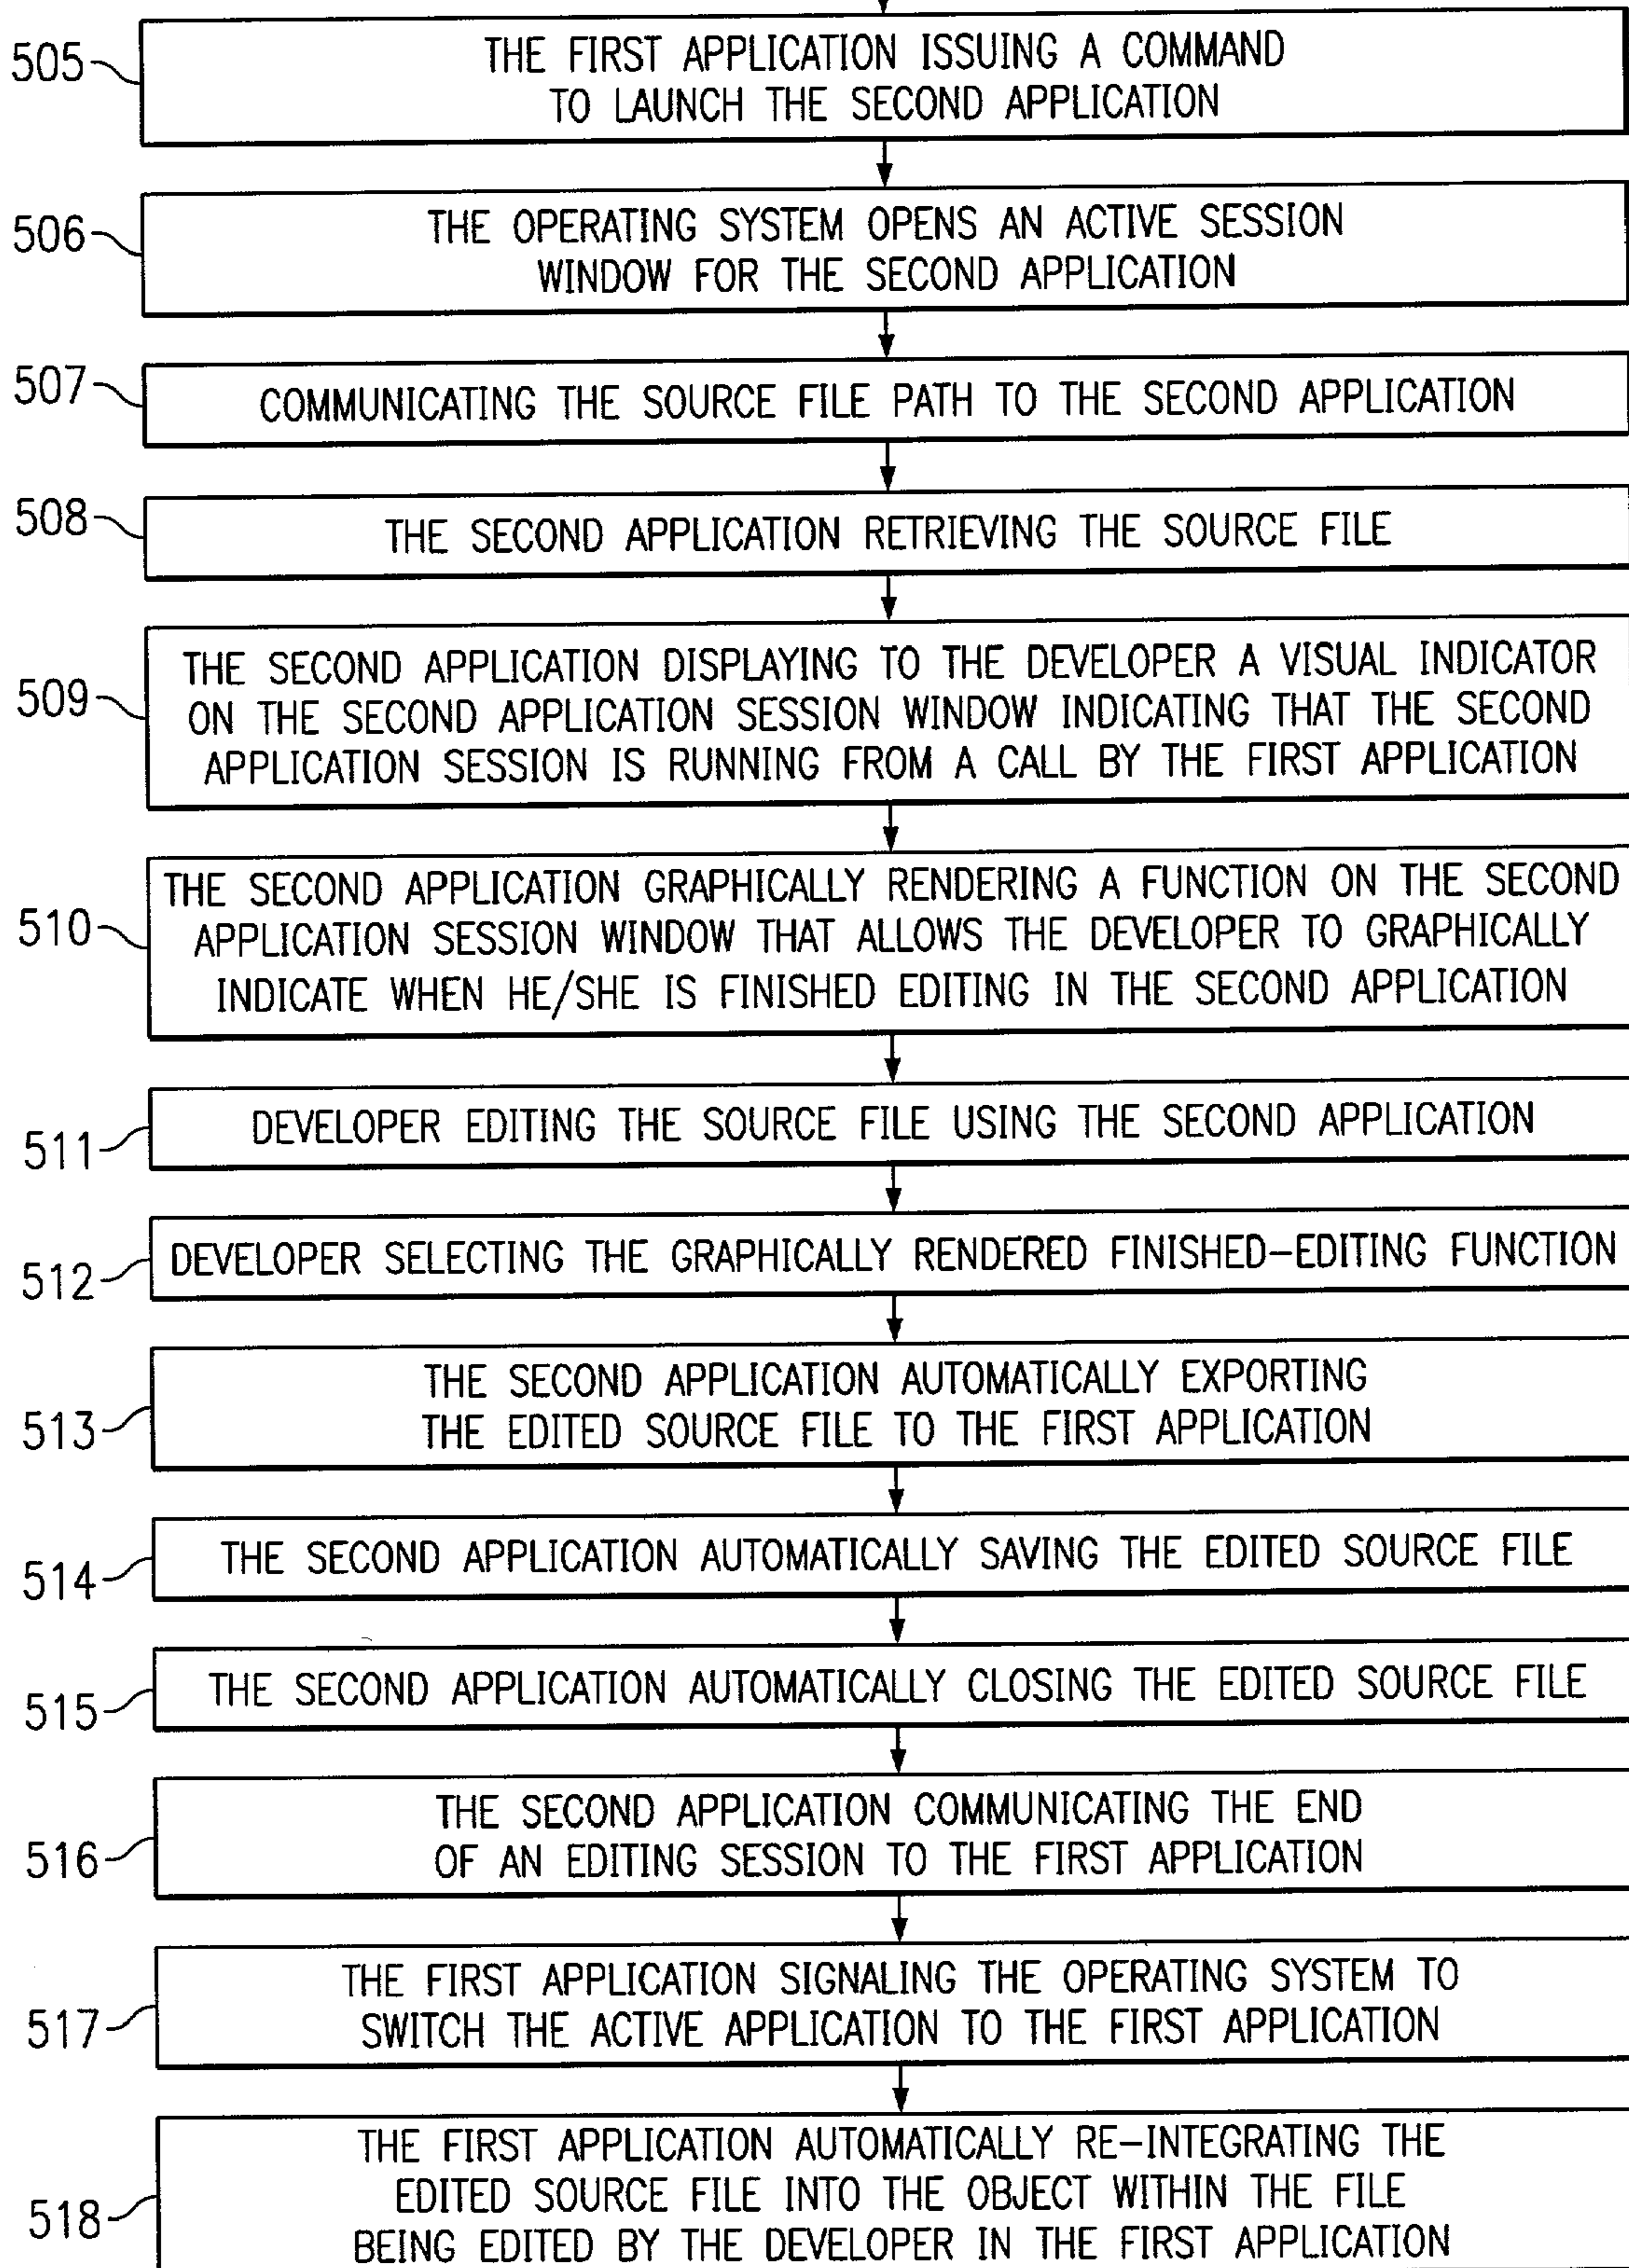 505
THE FIRST APPLICATION ISSUING A COMMAND
TO LAUNCH THE SECOND APPLICATION
506
THE OPERATING SYSTEM OPENS AN ACTIVE SESSION
WINDOW FOR THE SECOND APPLICATION
507
COMMUNICATING THE SOURCE FILE PATH TO THE SECOND APPLICATION
508
THE SECOND APPLICATION RETRIEVING THE SOURCE FILE
509
THE SECOND APPLICATION DISPLAYING TO THE DEVELOPER A VISUAL INDICATOR
ON THE SECOND APPLICATION SESSION WINDOW INDICATING THAT THE SECOND
APPLICATION SESSION IS RUNNING FROM A CALL BY THE FIRST APPLICATION
510
THE SECOND APPLICATION GRAPHICALLY RENDERING A FUNCTION ON THE SECOND
APPLICATION SESSION WINDOW THAT ALLOWS THE DEVELOPER TO GRAPHICALLY
INDICATE WHEN HE/SHE IS FINISHED EDITING IN THE SECOND APPLICATION
511
DEVELOPER EDITING THE SOURCE FILE USING THE SECOND APPLICATION
512
DEVELOPER SELECTING THE GRAPHICALLY RENDERED FINISHED-EDITING FUNCTION
513
THE SECOND APPLICATION AUTOMATICALLY EXPORTING
THE EDITED SOURCE FILE TO THE FIRST APPLICATION
514
THE SECOND APPLICATION AUTOMATICALLY SAVING THE EDITED SOURCE FILE
515
THE SECOND APPLICATION AUTOMATICALLY CLOSING THE EDITED SOURCE FILE
516
THE SECOND APPLICATION COMMUNICATING THE END
OF AN EDITING SESSION TO THE FIRST APPLICATION
517
THE FIRST APPLICATION SIGNALING THE OPERATING SYSTEM TO
SWITCH THE ACTIVE APPLICATION TO THE FIRST APPLICATION
518
THE FIRST APPLICATION AUTOMATICALLY RE-INTEGRATING THE
EDITED SOURCE FILE INTO THE OBJECT WITHIN THE FILE
BEING EDITED BY THE DEVELOPER IN THE FIRST APPLICATION